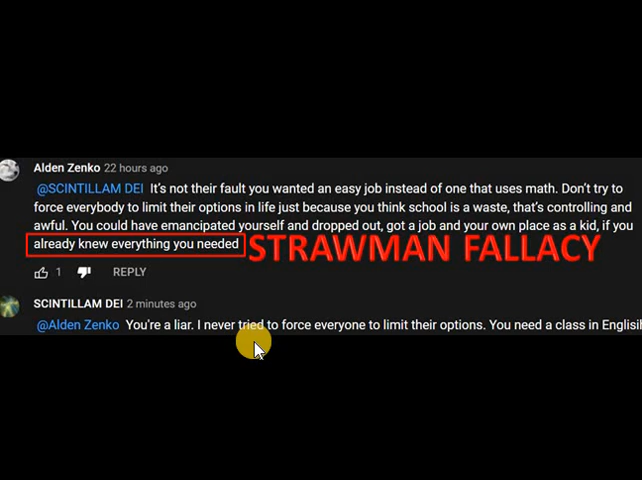 Alden Zenko 22 hours ago
@SCINTILLAM DEI It's not their fault you wanted an easy job instead of one that uses math. Don't try to
force everybody to limit their options in life just because you think school is a waste, that's controlling and
awful. You could have emancipated yourself and dropped out, got a job and your own place as a kid, if you
already knew everything you needed STRAWMAN FALLACY
1 REPLY
SCINTILLAM DEI 2 minutes ago
@Alden Zenko You're a liar. I never tried to force everyone to limit their options. You need a class in Englisih